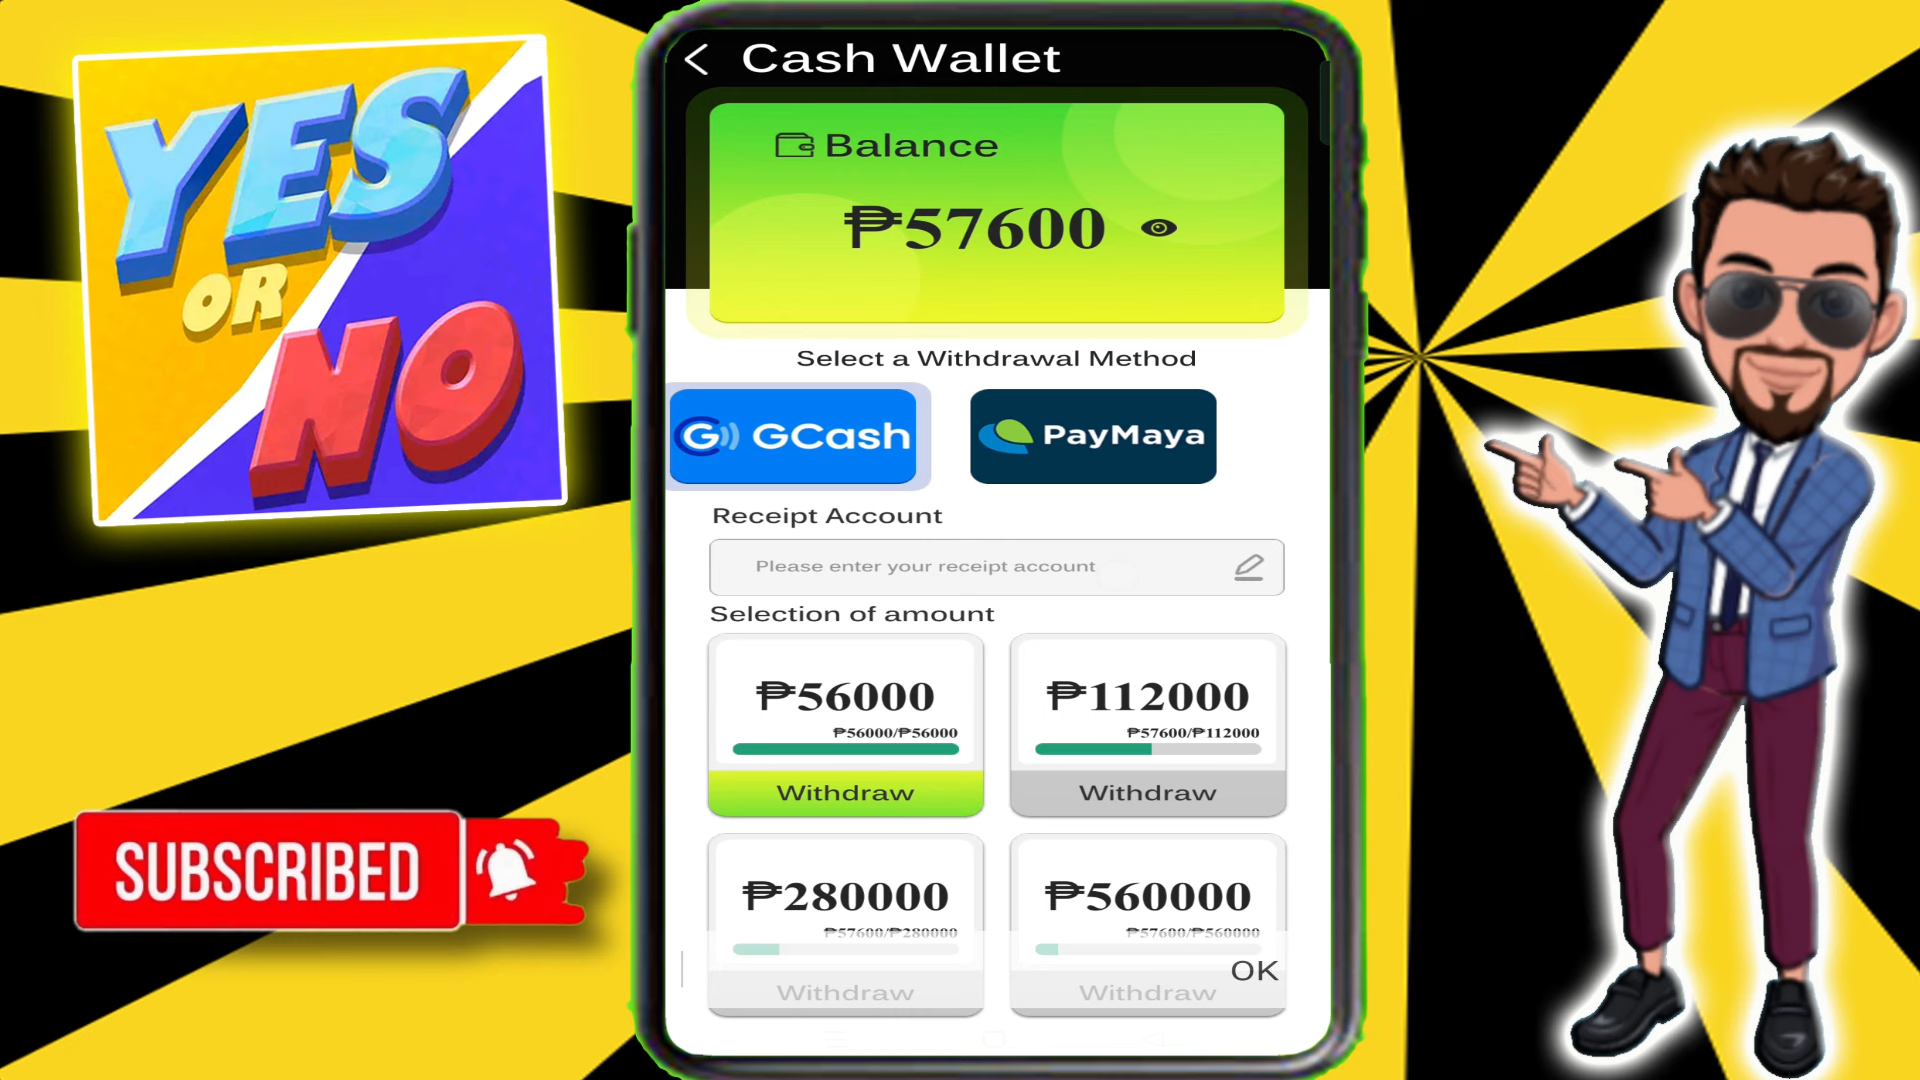 YES
OR
NO
SUBSCRIBED
Cash Wallet
Balance
₱57600
Select a Withdrawal Method
G GCash
PayMaya
Receipt Account
Please enter your receipt account
Selection of amount
₱56000
₱56000/₱56000
Withdraw
₱112000
₱57600/₱112000
Withdraw
₱280000
₱57600/₱280000
Withdraw
₱560000
₱57600/₱560000
Withdraw
OK